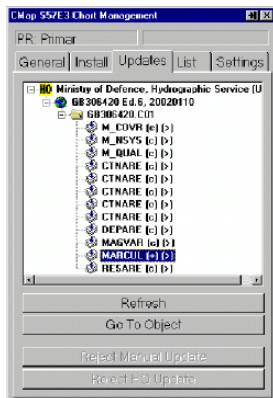 CMap S57/E3 Chart Management
PR: Primar
General Install Updates List Settings
HO Ministry of Defence, Hydrographic Service (U
GB306420 Ed.6, 20020110
GB306420.C01
M_COVR (c) (>)
M_NSYS (c) (>)
M_QUAL (c) (>)
CTNARE (c) (>)
CTNARE (c) (>)
CTNARE (c) (>)
CTNARE (c) (>)
CTNARE (c) (>)
DEPARE (c) (>)
MAGVAR (c) (>)
MARCUL (+) (>)
RESARE (c) (>)
Refresh
Go To Object
Reject Manual Update
Reject HO Update